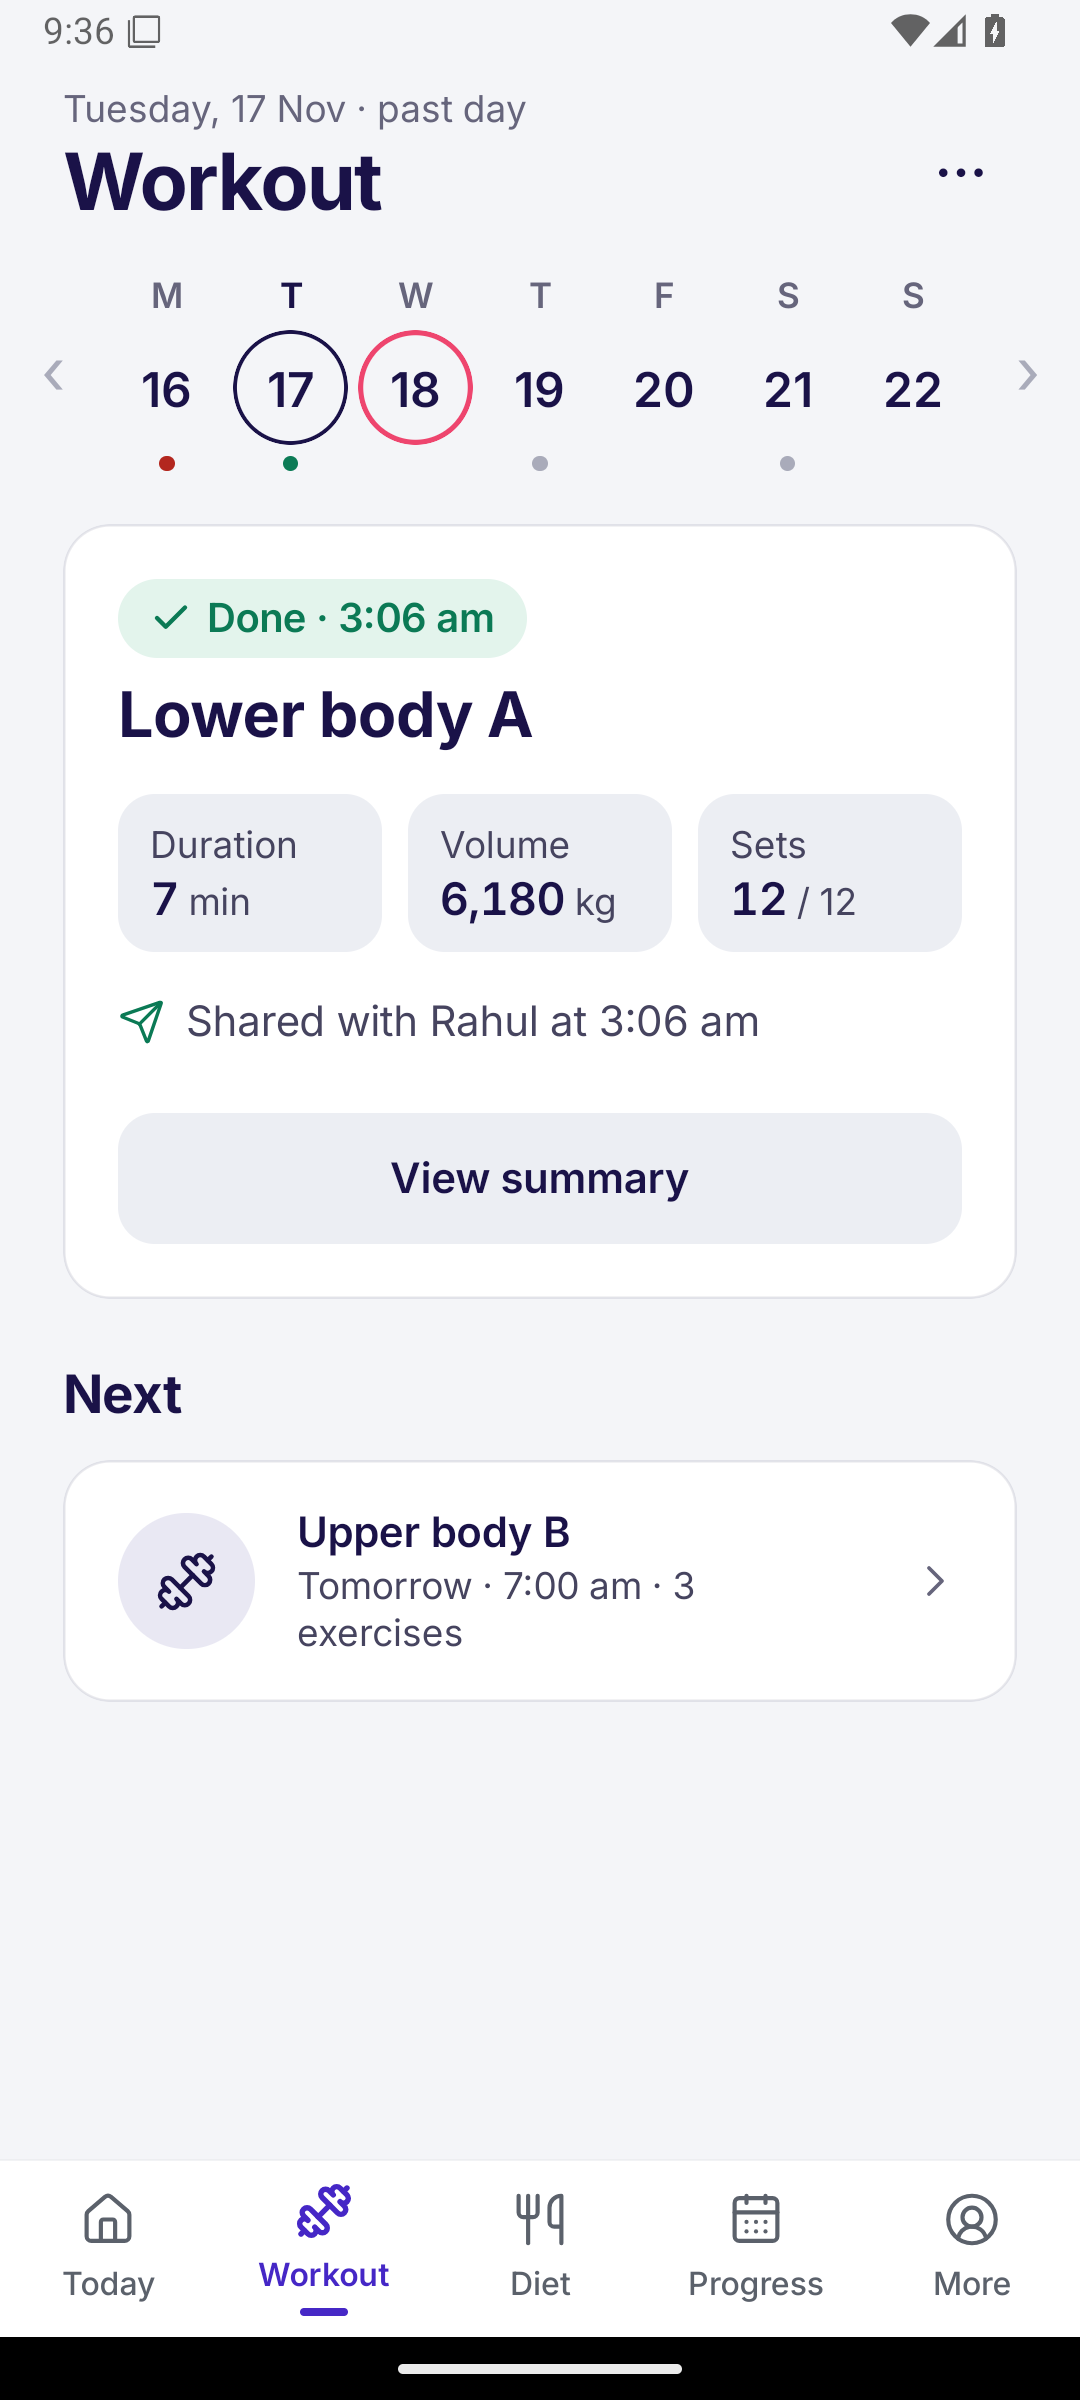 9:36
Tuesday, 17 Nov · past day
Workout
M T W T F S S
16 17 18 19 20 21 22
Done · 3:06 am
Lower body A
Duration Volume Sets
7 min 6,180 kg 12 / 12
Shared with Rahul at 3:06 am
View summary
Next
Upper body B
Tomorrow · 7:00 am · 3
exercises
Today Workout Diet Progress More